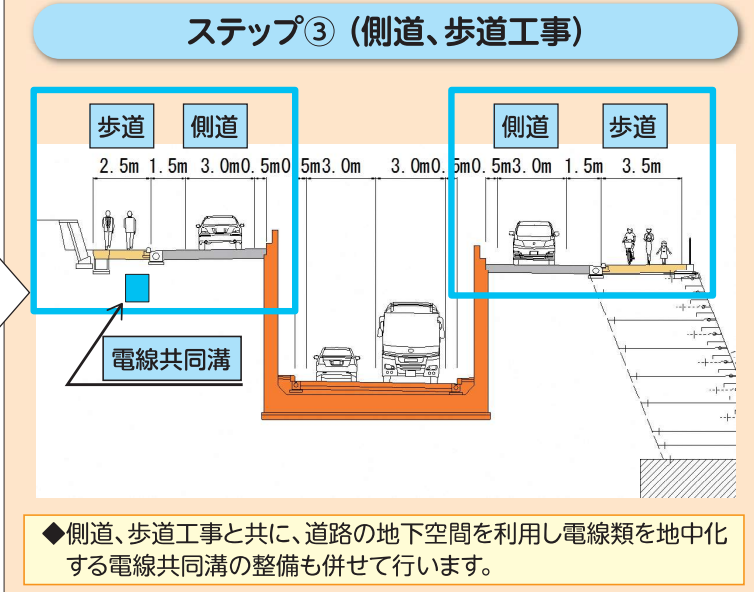 ステップ③（側道、歩道工事）
歩道 側道 側道 歩道
2.5m 1.5m 3.0m 0.5m 0.5m 3.0m 3.0m 0.5m 0.5m 3.0m 1.5m 3.5m
電線共同溝
◆側道、歩道工事と共に、道路の地下空間を利用し電線類を地中化
する電線共同溝の整備も併せて行います。